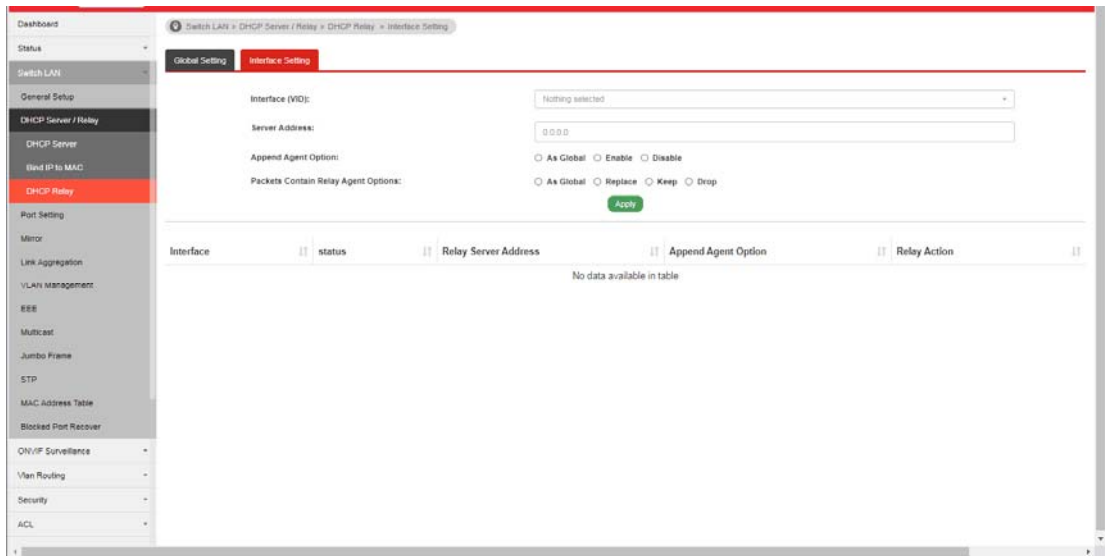 Dashboard
Switch LAN » DHCP Server / Relay » DHCP Relay » Interface Setting
Status
Switch LAN
General Setup
DHCP Server / Relay
DHCP Server
Bind IP to MAC
DHCP Relay
Port Setting
Mirror
Link Aggregation
VLAN Management
EEE
Multicast
Jumbo Frame
STP
MAC Address Table
Blocked Port Recover
ONVIF Surveillance
Vlan Routing
Security
ACL
Global Setting Interface Setting
Interface (VID): Nothing selected
Server Address: 0.0.0.0
Append Agent Option: As Global Enable Disable
Packets Contain Relay Agent Options: As Global Replace Keep Drop
Apply
Interface status Relay Server Address Append Agent Option Relay Action
No data available in table